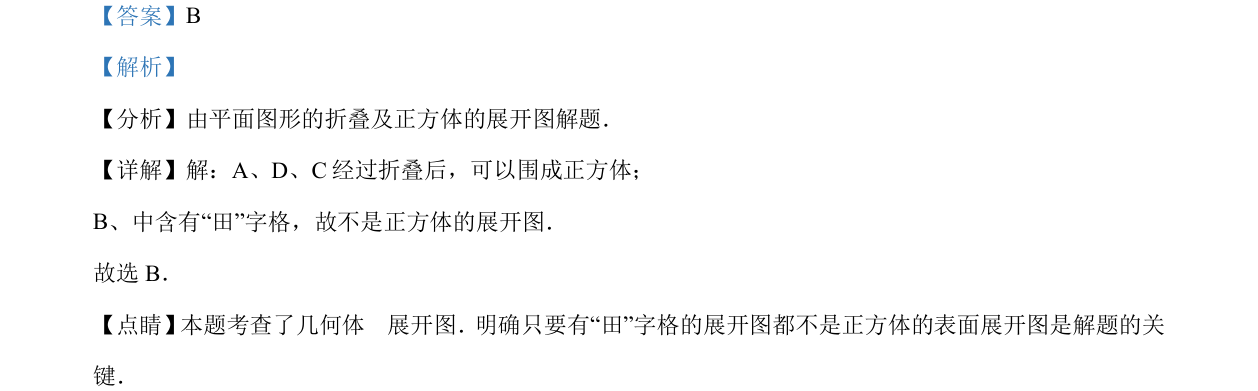 【答案】B
【解析】
【分析】由平面图形的折叠及正方体的展开图解题．
【详解】解：A、D、C 经过折叠后，可以围成正方体；
B、中含有“田”字格，故不是正方体的展开图．
故选 B．
【点睛】本题考查了几何体　展开图．明确只要有“田”字格的展开图都不是正方体的表面展开图是解题的关
键．